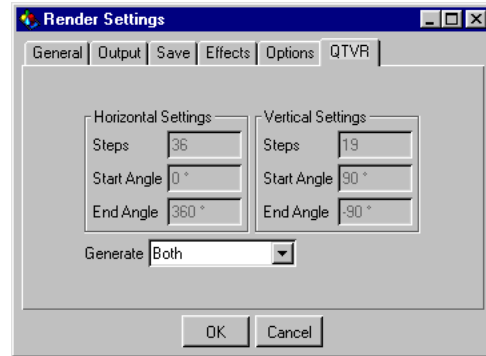 Render Settings
General Output Save Effects Options QTVR
Horizontal Settings Vertical Settings
Steps 36 Steps 19
Start Angle 0 ° Start Angle 90 °
End Angle 360 ° End Angle -90 °
Generate Both
OK Cancel